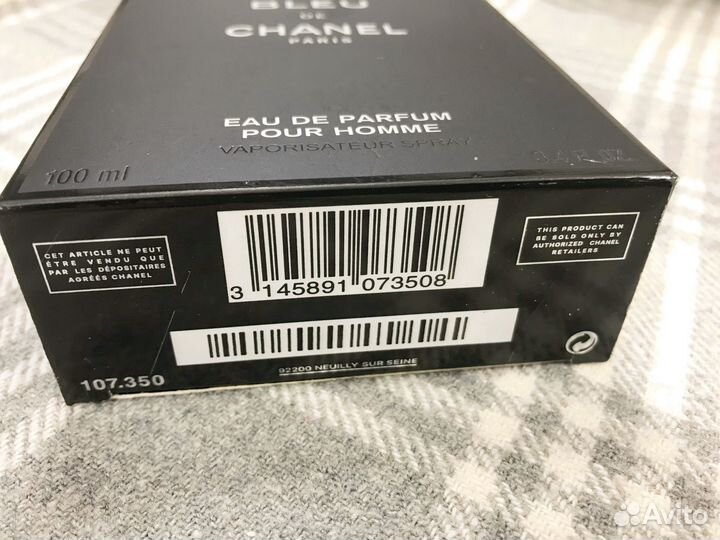 BLEU
DE
CHANEL
PARIS
EAU DE PARFUM
POUR HOMME
VAPORISATEUR SPRAY
100 ml
3.4 FL. OZ.
CET ARTICLE NE PEUT
ÊTRE VENDU QUE
PAR LES DÉPOSITAIRES
AGRÉÉS CHANEL
3 145891 073508
THIS PRODUCT CAN
BE SOLD ONLY BY
AUTHORIZED CHANEL
RETAILERS
92200 NEUILLY SUR SEINE
107.350
Avito